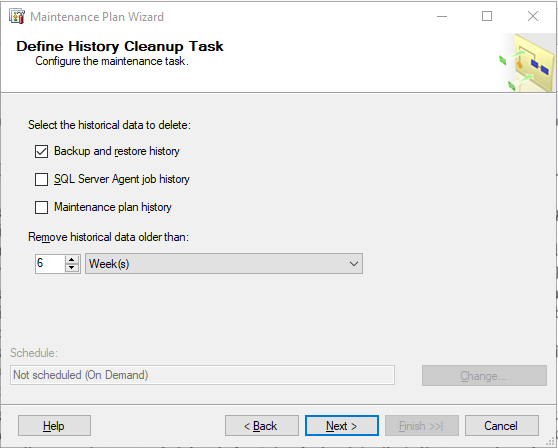 Maintenance Plan Wizard
Define History Cleanup Task
Configure the maintenance task.
Select the historical data to delete:
Backup and restore history
SQL Server Agent job history
Maintenance plan history
Remove historical data older than:
6 Week(s)
Schedule:
Not scheduled (On Demand) Change...
Help < Back Next > Finish >>| Cancel